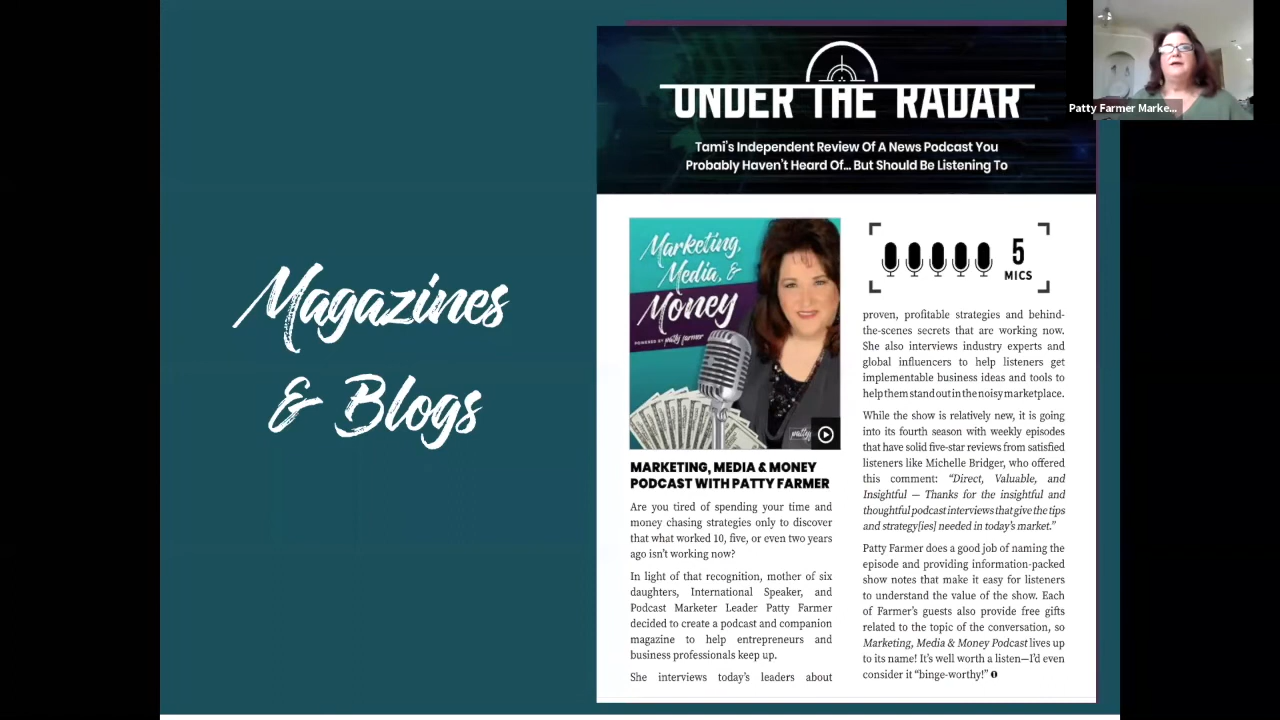 Magazines
& Blogs
UNDER THE RADAR
Tami's Independent Review Of A News Podcast You
Probably Haven't Heard Of... But Should Be Listening To
Marketing,
Media, &
Money
POWERED BY patty farmer
patty
MARKETING, MEDIA & MONEY
PODCAST WITH PATTY FARMER
Are you tired of spending your time and
money chasing strategies only to discover
that what worked 10, five, or even two years
ago isn't working now?
In light of that recognition, mother of six
daughters, International Speaker, and
Podcast Marketer Leader Patty Farmer
decided to create a podcast and companion
magazine to help entrepreneurs and
business professionals keep up.
She interviews today's leaders about
5
MICS
proven, profitable strategies and behind-
the-scenes secrets that are working now.
She also interviews industry experts and
global influencers to help listeners get
implementable business ideas and tools to
help them stand out in the noisy marketplace.
While the show is relatively new, it is going
into its fourth season with weekly episodes
that have solid five-star reviews from satisfied
listeners like Michelle Bridger, who offered
this comment: “Direct, Valuable, and
Insightful — Thanks for the insightful and
thoughtful podcast interviews that give the tips
and strategy[ies] needed in today's market.”
Patty Farmer does a good job of naming the
episode and providing information-packed
show notes that make it easy for listeners
to understand the value of the show. Each
of Farmer's guests also provide free gifts
related to the topic of the conversation, so
Marketing, Media & Money Podcast lives up
to its name! It's well worth a listen—I'd even
consider it “binge-worthy!”
Patty Farmer Marke...